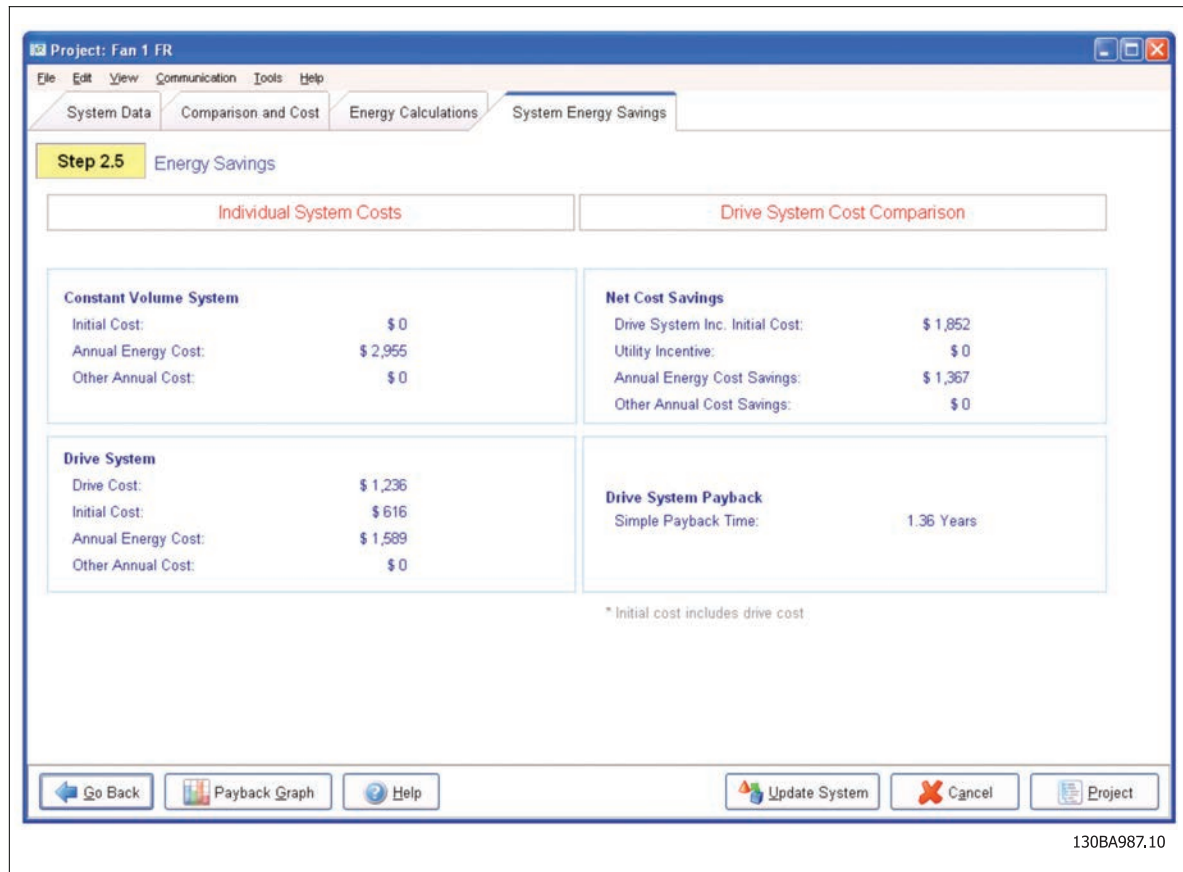 Project: Fan 1 FR
File Edit View Communication Tools Help
System Data Comparison and Cost Energy Calculations System Energy Savings
Step 2.5 Energy Savings
Individual System Costs
Drive System Cost Comparison
Constant Volume System
Initial Cost: $ 0
Annual Energy Cost: $ 2,955
Other Annual Cost: $ 0
Net Cost Savings
Drive System Inc. Initial Cost: $ 1,852
Utility Incentive: $ 0
Annual Energy Cost Savings: $ 1,367
Other Annual Cost Savings: $ 0
Drive System
Drive Cost: $ 1,236
Initial Cost: $ 616
Annual Energy Cost: $ 1,589
Other Annual Cost: $ 0
Drive System Payback
Simple Payback Time: 1.36 Years
* Initial cost includes drive cost
Go Back Payback Graph Help Update System Cancel Project
130BA987.10